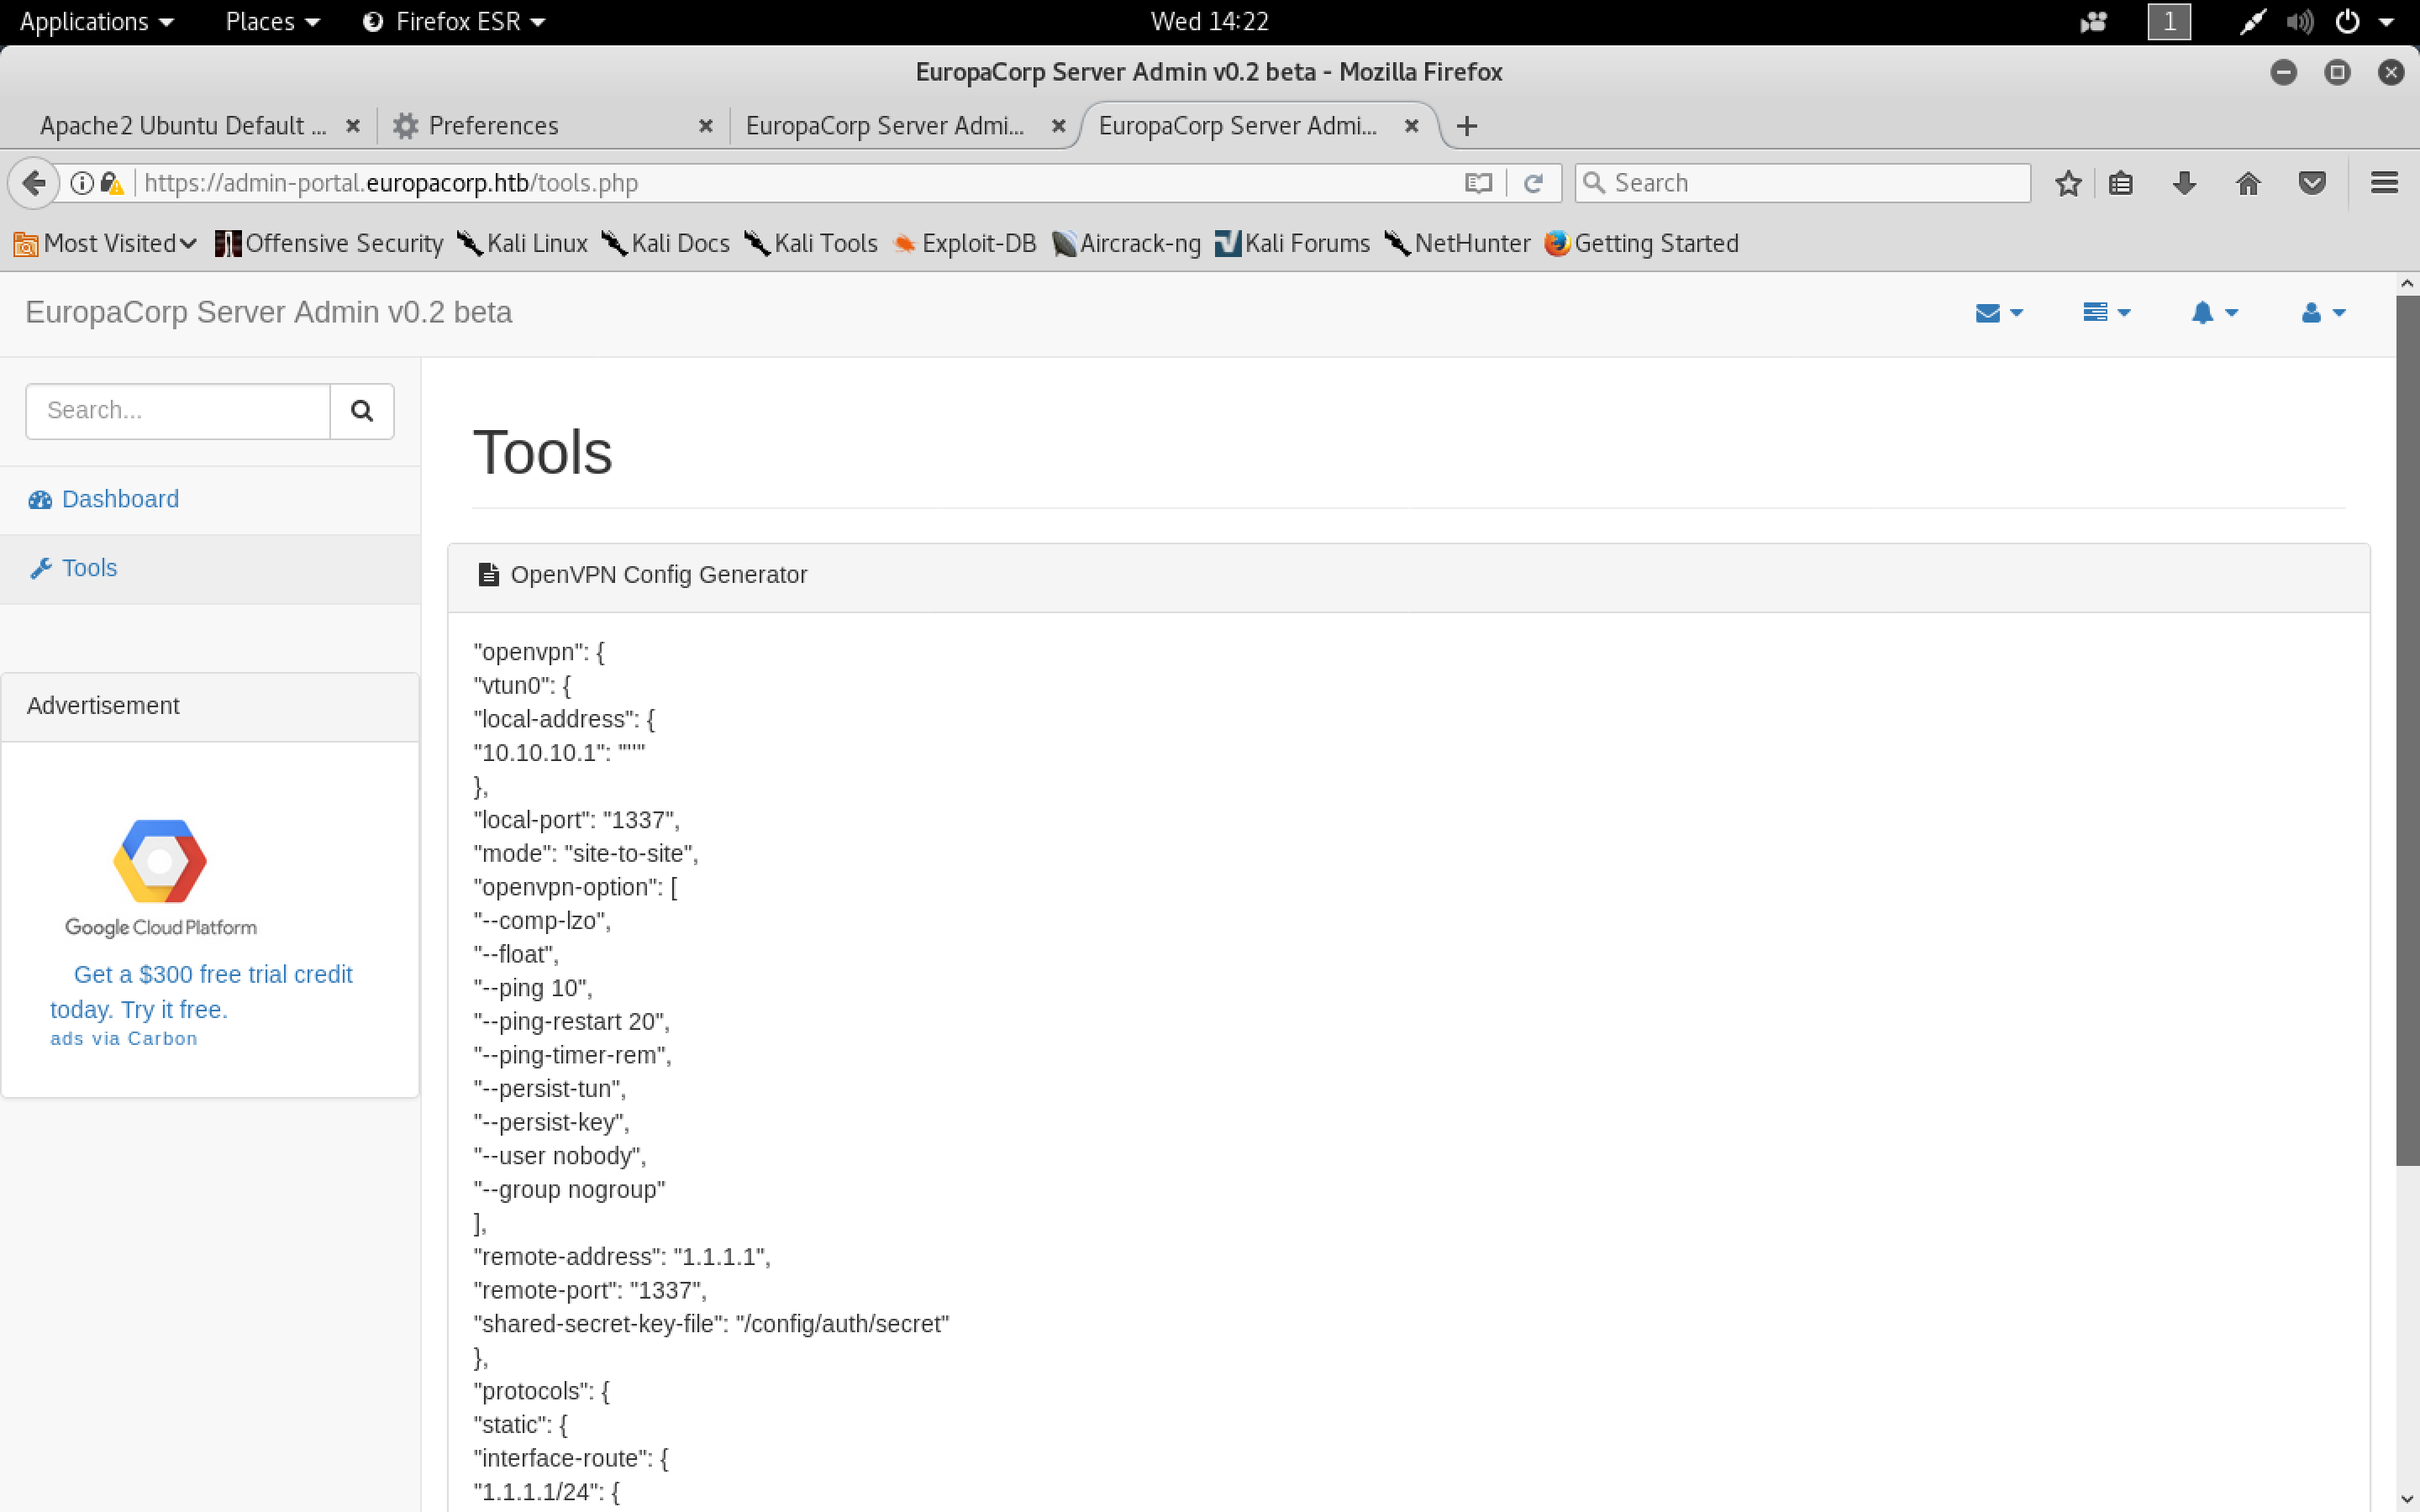 Applications Places Firefox ESR Wed 14:22 1
EuropaCorp Server Admin v0.2 beta - Mozilla Firefox
Apache2 Ubuntu Default ... Preferences EuropaCorp Server Admi... EuropaCorp Server Admi...
https://admin-portal.europacorp.htb/tools.php Search
Most Visited Offensive Security Kali Linux Kali Docs Kali Tools Exploit-DB Aircrack-ng Kali Forums NetHunter Getting Started
EuropaCorp Server Admin v0.2 beta
Search...
Dashboard
Tools
Advertisement
Google Cloud Platform
Get a $300 free trial credit
today. Try it free.
ads via Carbon
Tools
OpenVPN Config Generator
"openvpn": {
"vtun0": {
"local-address": {
"10.10.10.1": """
},
"local-port": "1337",
"mode": "site-to-site",
"openvpn-option": [
"--comp-lzo",
"--float",
"--ping 10",
"--ping-restart 20",
"--ping-timer-rem",
"--persist-tun",
"--persist-key",
"--user nobody",
"--group nogroup"
],
"remote-address": "1.1.1.1",
"remote-port": "1337",
"shared-secret-key-file": "/config/auth/secret"
},
"protocols": {
"static": {
"interface-route": {
"1.1.1.1/24": {